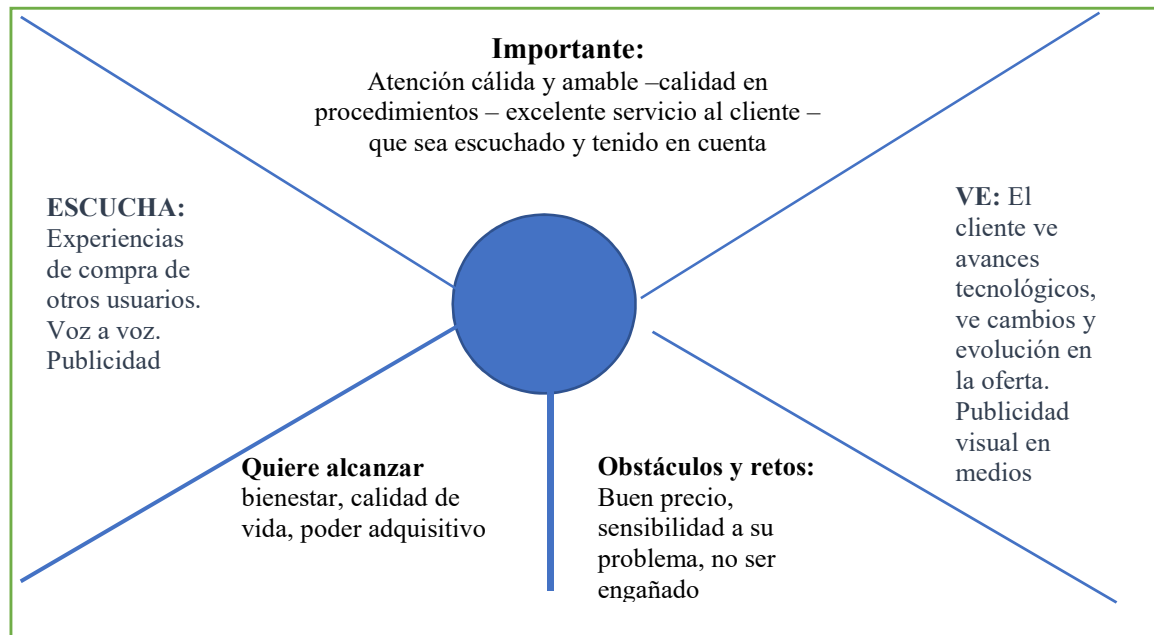 Importante:
Atención cálida y amable –calidad en
procedimientos – excelente servicio al cliente –
que sea escuchado y tenido en cuenta
ESCUCHA:
Experiencias
de compra de
otros usuarios.
Voz a voz.
Publicidad
VE: El
cliente ve
avances
tecnológicos,
ve cambios y
evolución en
la oferta.
Publicidad
visual en
medios
Quiere alcanzar
bienestar, calidad de
vida, poder adquisitivo
Obstáculos y retos:
Buen precio,
sensibilidad a su
problema, no ser
engañado